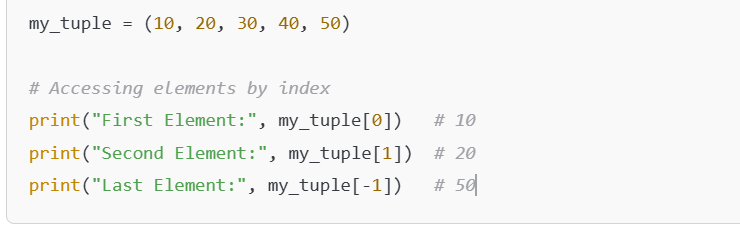 my_tuple = (10, 20, 30, 40, 50)
# Accessing elements by index
print("First Element:", my_tuple[0])   # 10
print("Second Element:", my_tuple[1])  # 20
print("Last Element:", my_tuple[-1])   # 50